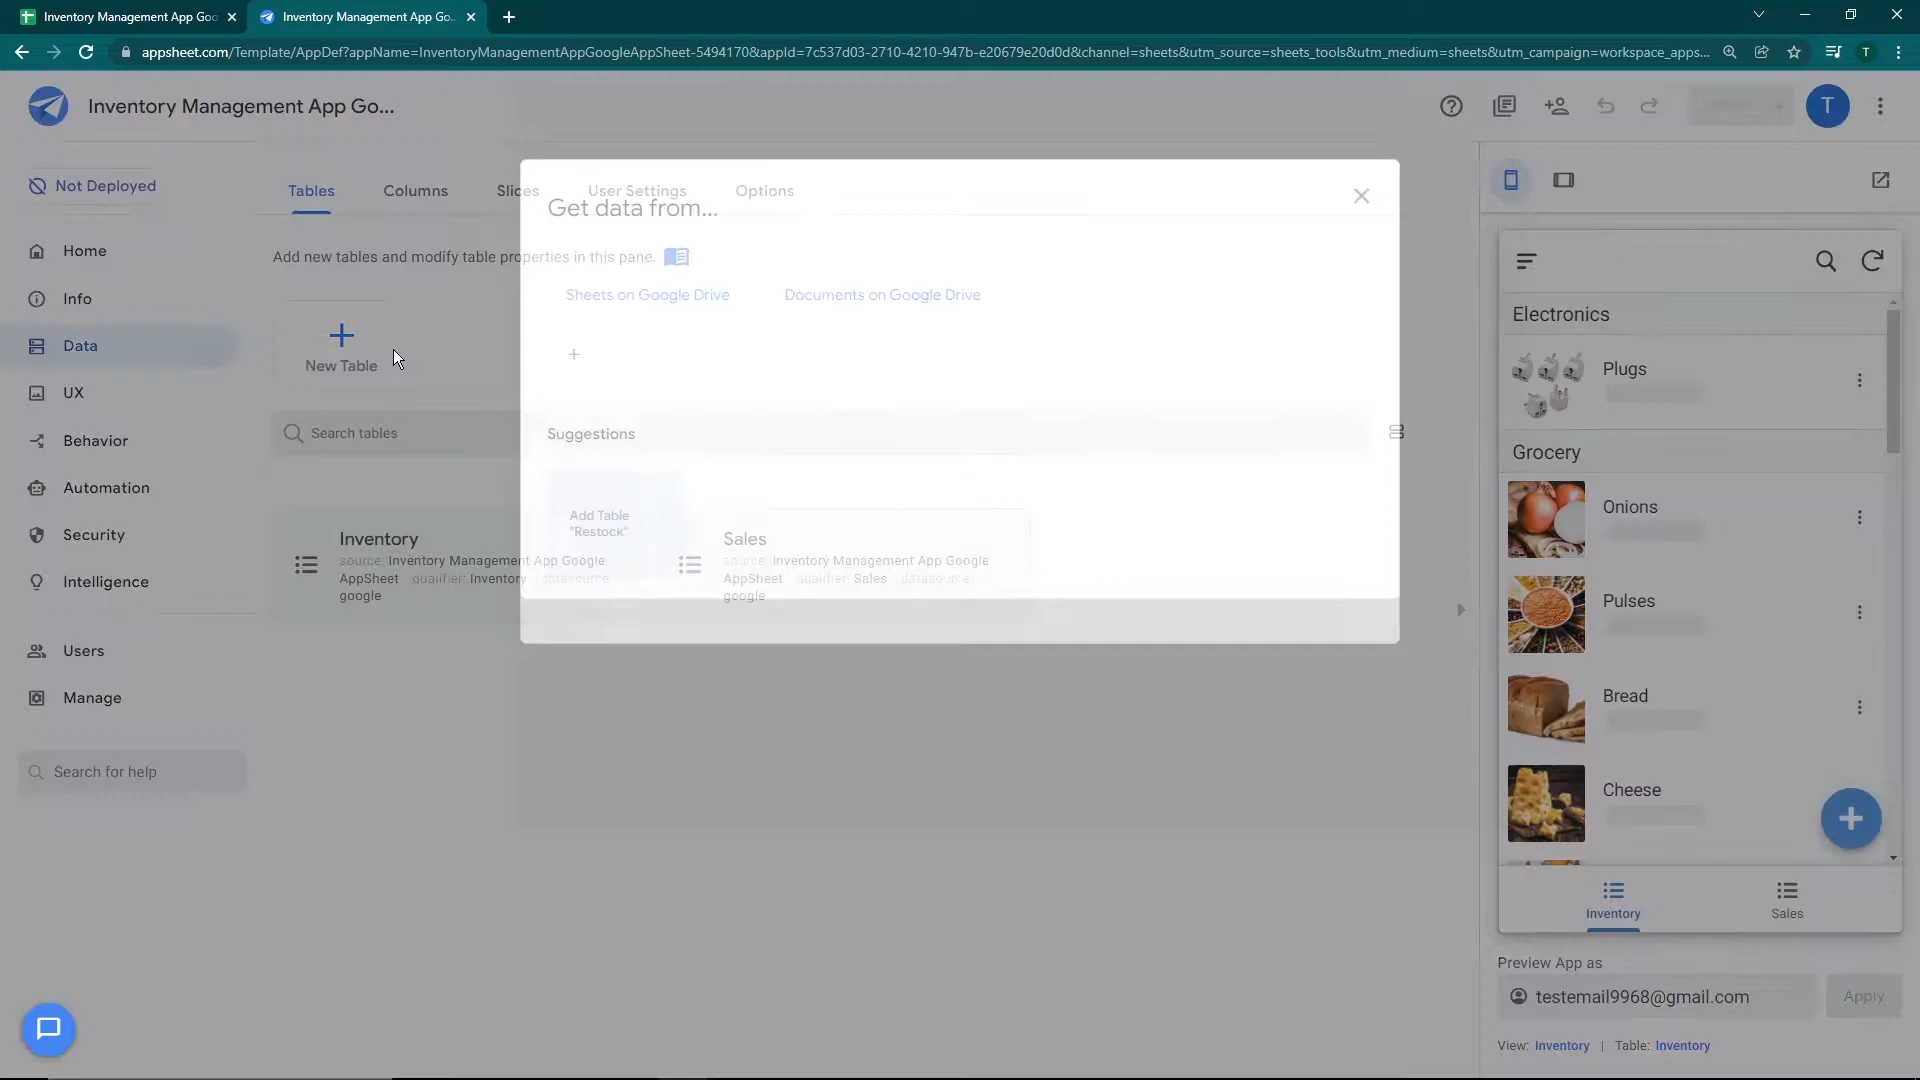 Inventory Management App Goo
Inventory Management App Go...
appsheet.com/Template/AppDef?appName=InventoryManagementAppGoogleAppSheet-5494170&appId=7c537d03-2710-4210-947b-e20679e20d0d&channel=sheets&utm_source=sheets_tools&utm_medium=sheets&utm_campaign=workspace_apps...
T
Inventory Management App Go...
T
Not Deployed
Home
Info
Data
UX
Behavior
Automation
Security
Intelligence
Users
Manage
Search for help
Tables
Columns
Slices
User Settings
Options
Add new tables and modify table properties in this pane.
New Table
Search tables
Inventory
source: Inventory Management App Google
AppSheet qualifier: Inventory datasource:
google
Sales
source: Inventory Management App Google
AppSheet qualifier: Sales datasource:
google
Get data from...
Sheets on Google Drive
Documents on Google Drive
+
Suggestions
Add Table
"Restock"
Electronics
Plugs
Grocery
Onions
Pulses
Bread
Cheese
Inventory
Sales
Preview App as
testemail9968@gmail.com
Apply
View: Inventory | Table: Inventory